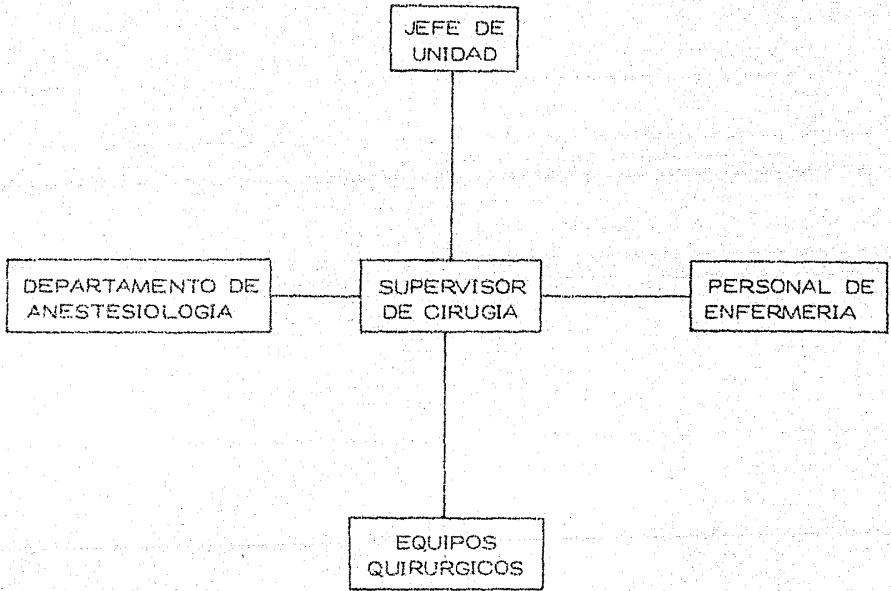 JEFE DE
UNIDAD
DEPARTAMENTO DE
ANESTESIOLOGIA
SUPERVISOR
DE CIRUGIA
PERSONAL DE
ENFERMERIA
EQUIPOS
QUIRURGICOS